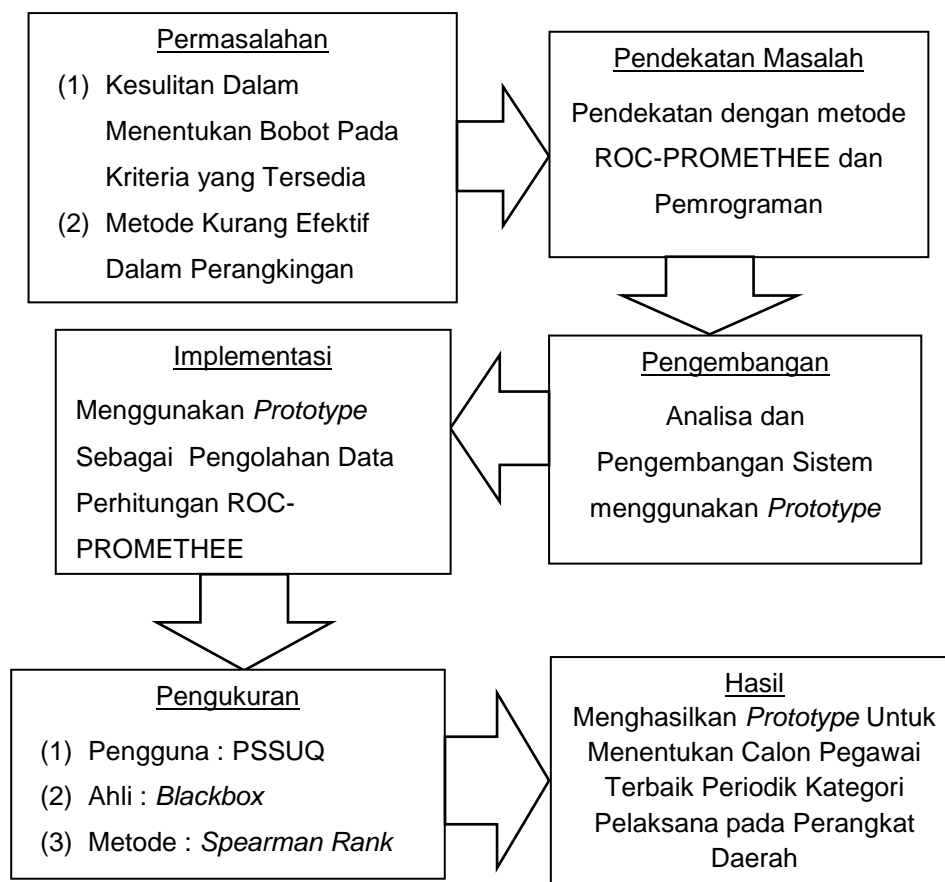 Permasalahan
(1) Kesulitan Dalam
Menentukan Bobot Pada
Kriteria yang Tersedia
(2) Metode Kurang Efektif
Dalam Perangkingan
Pendekatan Masalah
Pendekatan dengan metode
ROC-PROMETHEE dan
Pemrograman
Pengembangan
Analisa dan
Pengembangan Sistem
menggunakan Prototype
Implementasi
Menggunakan Prototype
Sebagai Pengolahan Data
Perhitungan ROC-
PROMETHEE
Pengukuran
(1) Pengguna : PSSUQ
(2) Ahli : Blackbox
(3) Metode : Spearman Rank
Hasil
Menghasilkan Prototype Untuk
Menentukan Calon Pegawai
Terbaik Periodik Kategori
Pelaksana pada Perangkat
Daerah